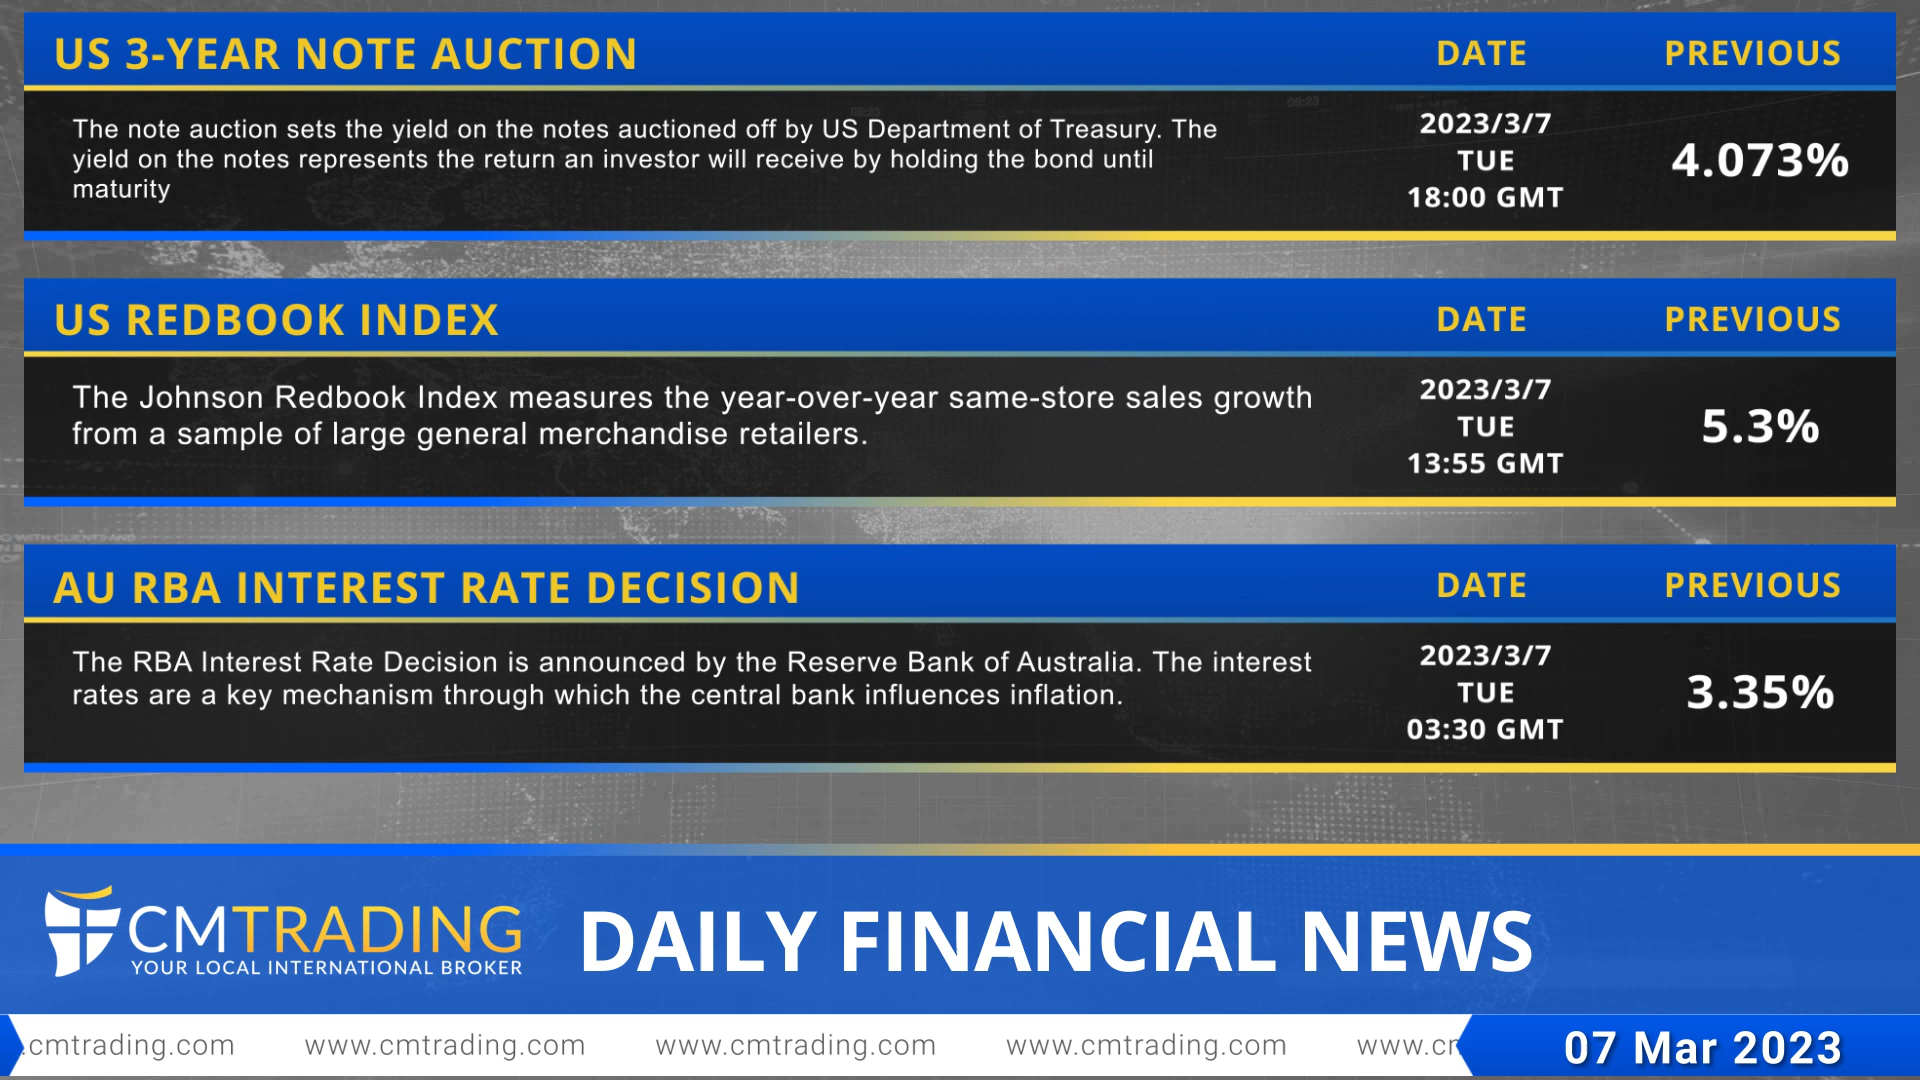 US 3-YEAR NOTE AUCTION
DATE
PREVIOUS
The note auction sets the yield on the notes auctioned off by US Department of Treasury. The
yield on the notes represents the return an investor will receive by holding the bond until
maturity
2023/3/7
TUE
18:00 GMT
4.073%
US REDBOOK INDEX
DATE
PREVIOUS
The Johnson Redbook Index measures the year-over-year same-store sales growth
from a sample of large general merchandise retailers.
2023/3/7
TUE
13:55 GMT
5.3%
AU RBA INTEREST RATE DECISION
DATE
PREVIOUS
The RBA Interest Rate Decision is announced by the Reserve Bank of Australia. The interest
rates are a key mechanism through which the central bank influences inflation.
2023/3/7
TUE
03:30 GMT
3.35%
CMTRADING
YOUR LOCAL INTERNATIONAL BROKER
DAILY FINANCIAL NEWS
.cmtrading.com www.cmtrading.com www.cmtrading.com www.cmtrading.com www.cm
07 Mar 2023